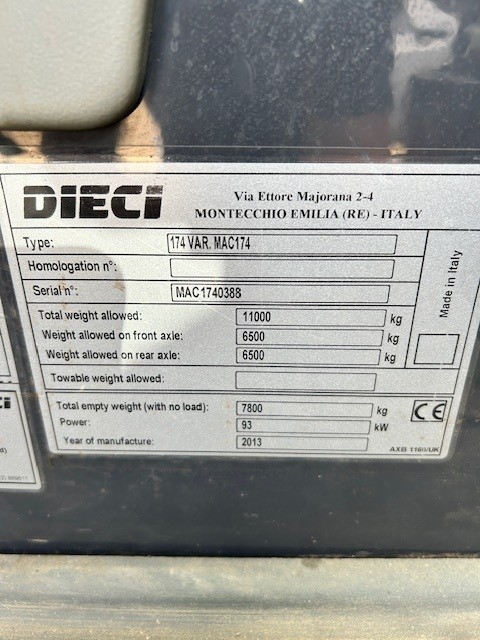 DIECI
Via Ettore Majorana 2-4
MONTECCHIO EMILIA (RE) - ITALY
Type: 174 VAR. MAC174
Homologation n°:
Serial n°: MAC1740388
Made in Italy
Total weight allowed: 11000 kg
Weight allowed on front axle: 6500 kg
Weight allowed on rear axle: 6500 kg
Towable weight allowed:
Total empty weight (with no load): 7800 kg
CE
Power: 93 kW
Year of manufacture: 2013
AXB 1160/UK